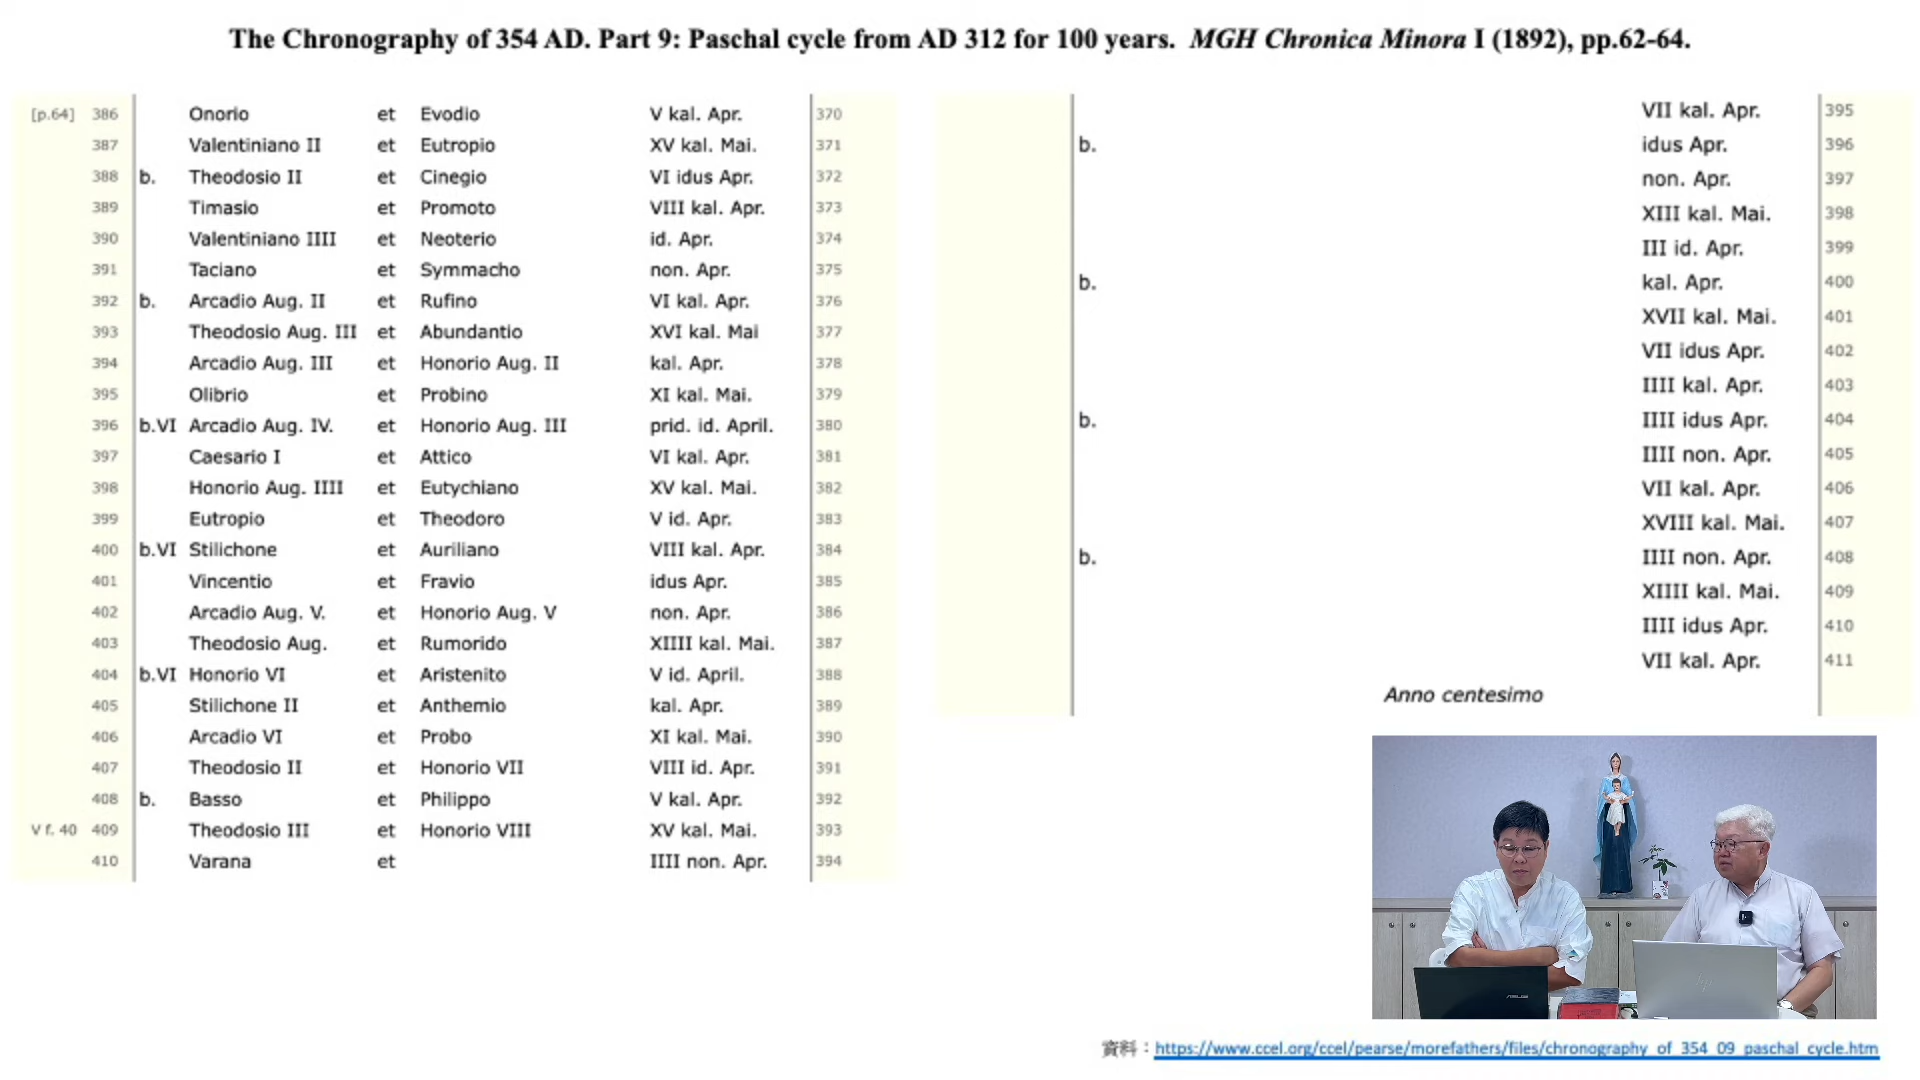 The Chronography of 354 AD. Part 9: Paschal cycle from AD 312 for 100 years. MGH Chronica Minora I (1892), pp.62-64.
[p.64] 386 Onorio et Evodio V kal. Apr. 370
387 Valentiniano II et Eutropio XV kal. Mai. 371
388 b. Theodosio II et Cinegio VI idus Apr. 372
389 Timasio et Promoto VIII kal. Apr. 373
390 Valentiniano IIII et Neoterio id. Apr. 374
391 Taciano et Symmacho non. Apr. 375
392 b. Arcadio Aug. II et Rufino VI kal. Apr. 376
393 Theodosio Aug. III et Abundantio XVI kal. Mai 377
394 Arcadio Aug. III et Honorio Aug. II kal. Apr. 378
395 Olibrio et Probino XI kal. Mai. 379
396 b.VI Arcadio Aug. IV. et Honorio Aug. III prid. id. April. 380
397 Caesario I et Attico VI kal. Apr. 381
398 Honorio Aug. IIII et Eutychiano XV kal. Mai. 382
399 Eutropio et Theodoro V id. Apr. 383
400 b.VI Stilichone et Auriliano VIII kal. Apr. 384
401 Vincentio et Fravio idus Apr. 385
402 Arcadio Aug. V. et Honorio Aug. V non. Apr. 386
403 Theodosio Aug. et Rumorido XIIII kal. Mai. 387
404 b.VI Honorio VI et Aristenito V id. April. 388
405 Stilichone II et Anthemio kal. Apr. 389
406 Arcadio VI et Probo XI kal. Mai. 390
407 Theodosio II et Honorio VII VIII id. Apr. 391
408 b. Basso et Philippo V kal. Apr. 392
V f. 40 409 Theodosio III et Honorio VIII XV kal. Mai. 393
410 Varana et IIII non. Apr. 394
VII kal. Apr. 395
b. idus Apr. 396
non. Apr. 397
XIII kal. Mai. 398
III id. Apr. 399
b. kal. Apr. 400
XVII kal. Mai. 401
VII idus Apr. 402
IIII kal. Apr. 403
b. IIII idus Apr. 404
IIII non. Apr. 405
VII kal. Apr. 406
XVIII kal. Mai. 407
b. IIII non. Apr. 408
XIIII kal. Mai. 409
IIII idus Apr. 410
VII kal. Apr. 411
Anno centesimo
ASUS
hp
資料：https://www.ccel.org/ccel/pearse/morefathers/files/chronography_of_354_09_paschal_cycle.htm